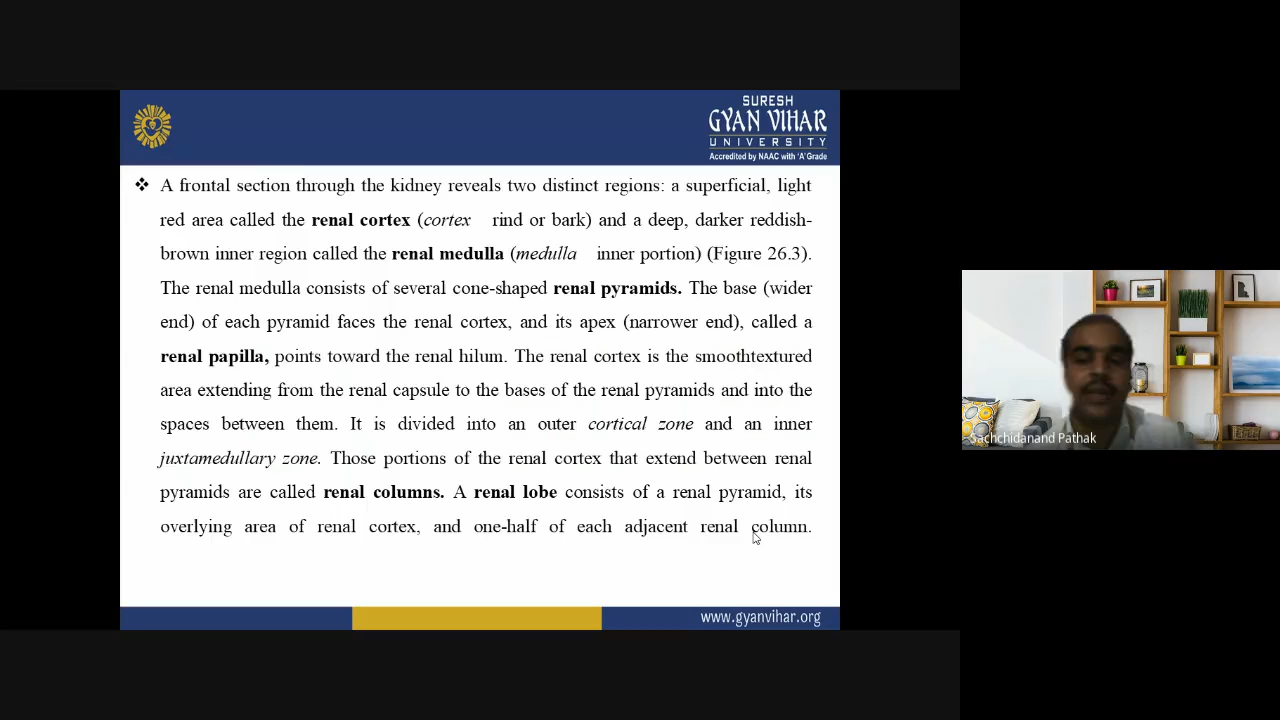 SURESH
GYAN VIHAR
UNIVERSITY
Accredited by NAAC with 'A' Grade
❖ A frontal section through the kidney reveals two distinct regions: a superficial, light
red area called the renal cortex (cortex rind or bark) and a deep, darker reddish-
brown inner region called the renal medulla (medulla inner portion) (Figure 26.3).
The renal medulla consists of several cone-shaped renal pyramids. The base (wider
end) of each pyramid faces the renal cortex, and its apex (narrower end), called a
renal papilla, points toward the renal hilum. The renal cortex is the smoothtextured
area extending from the renal capsule to the bases of the renal pyramids and into the
spaces between them. It is divided into an outer cortical zone and an inner
juxtamedullary zone. Those portions of the renal cortex that extend between renal
pyramids are called renal columns. A renal lobe consists of a renal pyramid, its
overlying area of renal cortex, and one-half of each adjacent renal column.
www.gyanvihar.org
Sachchidanand Pathak